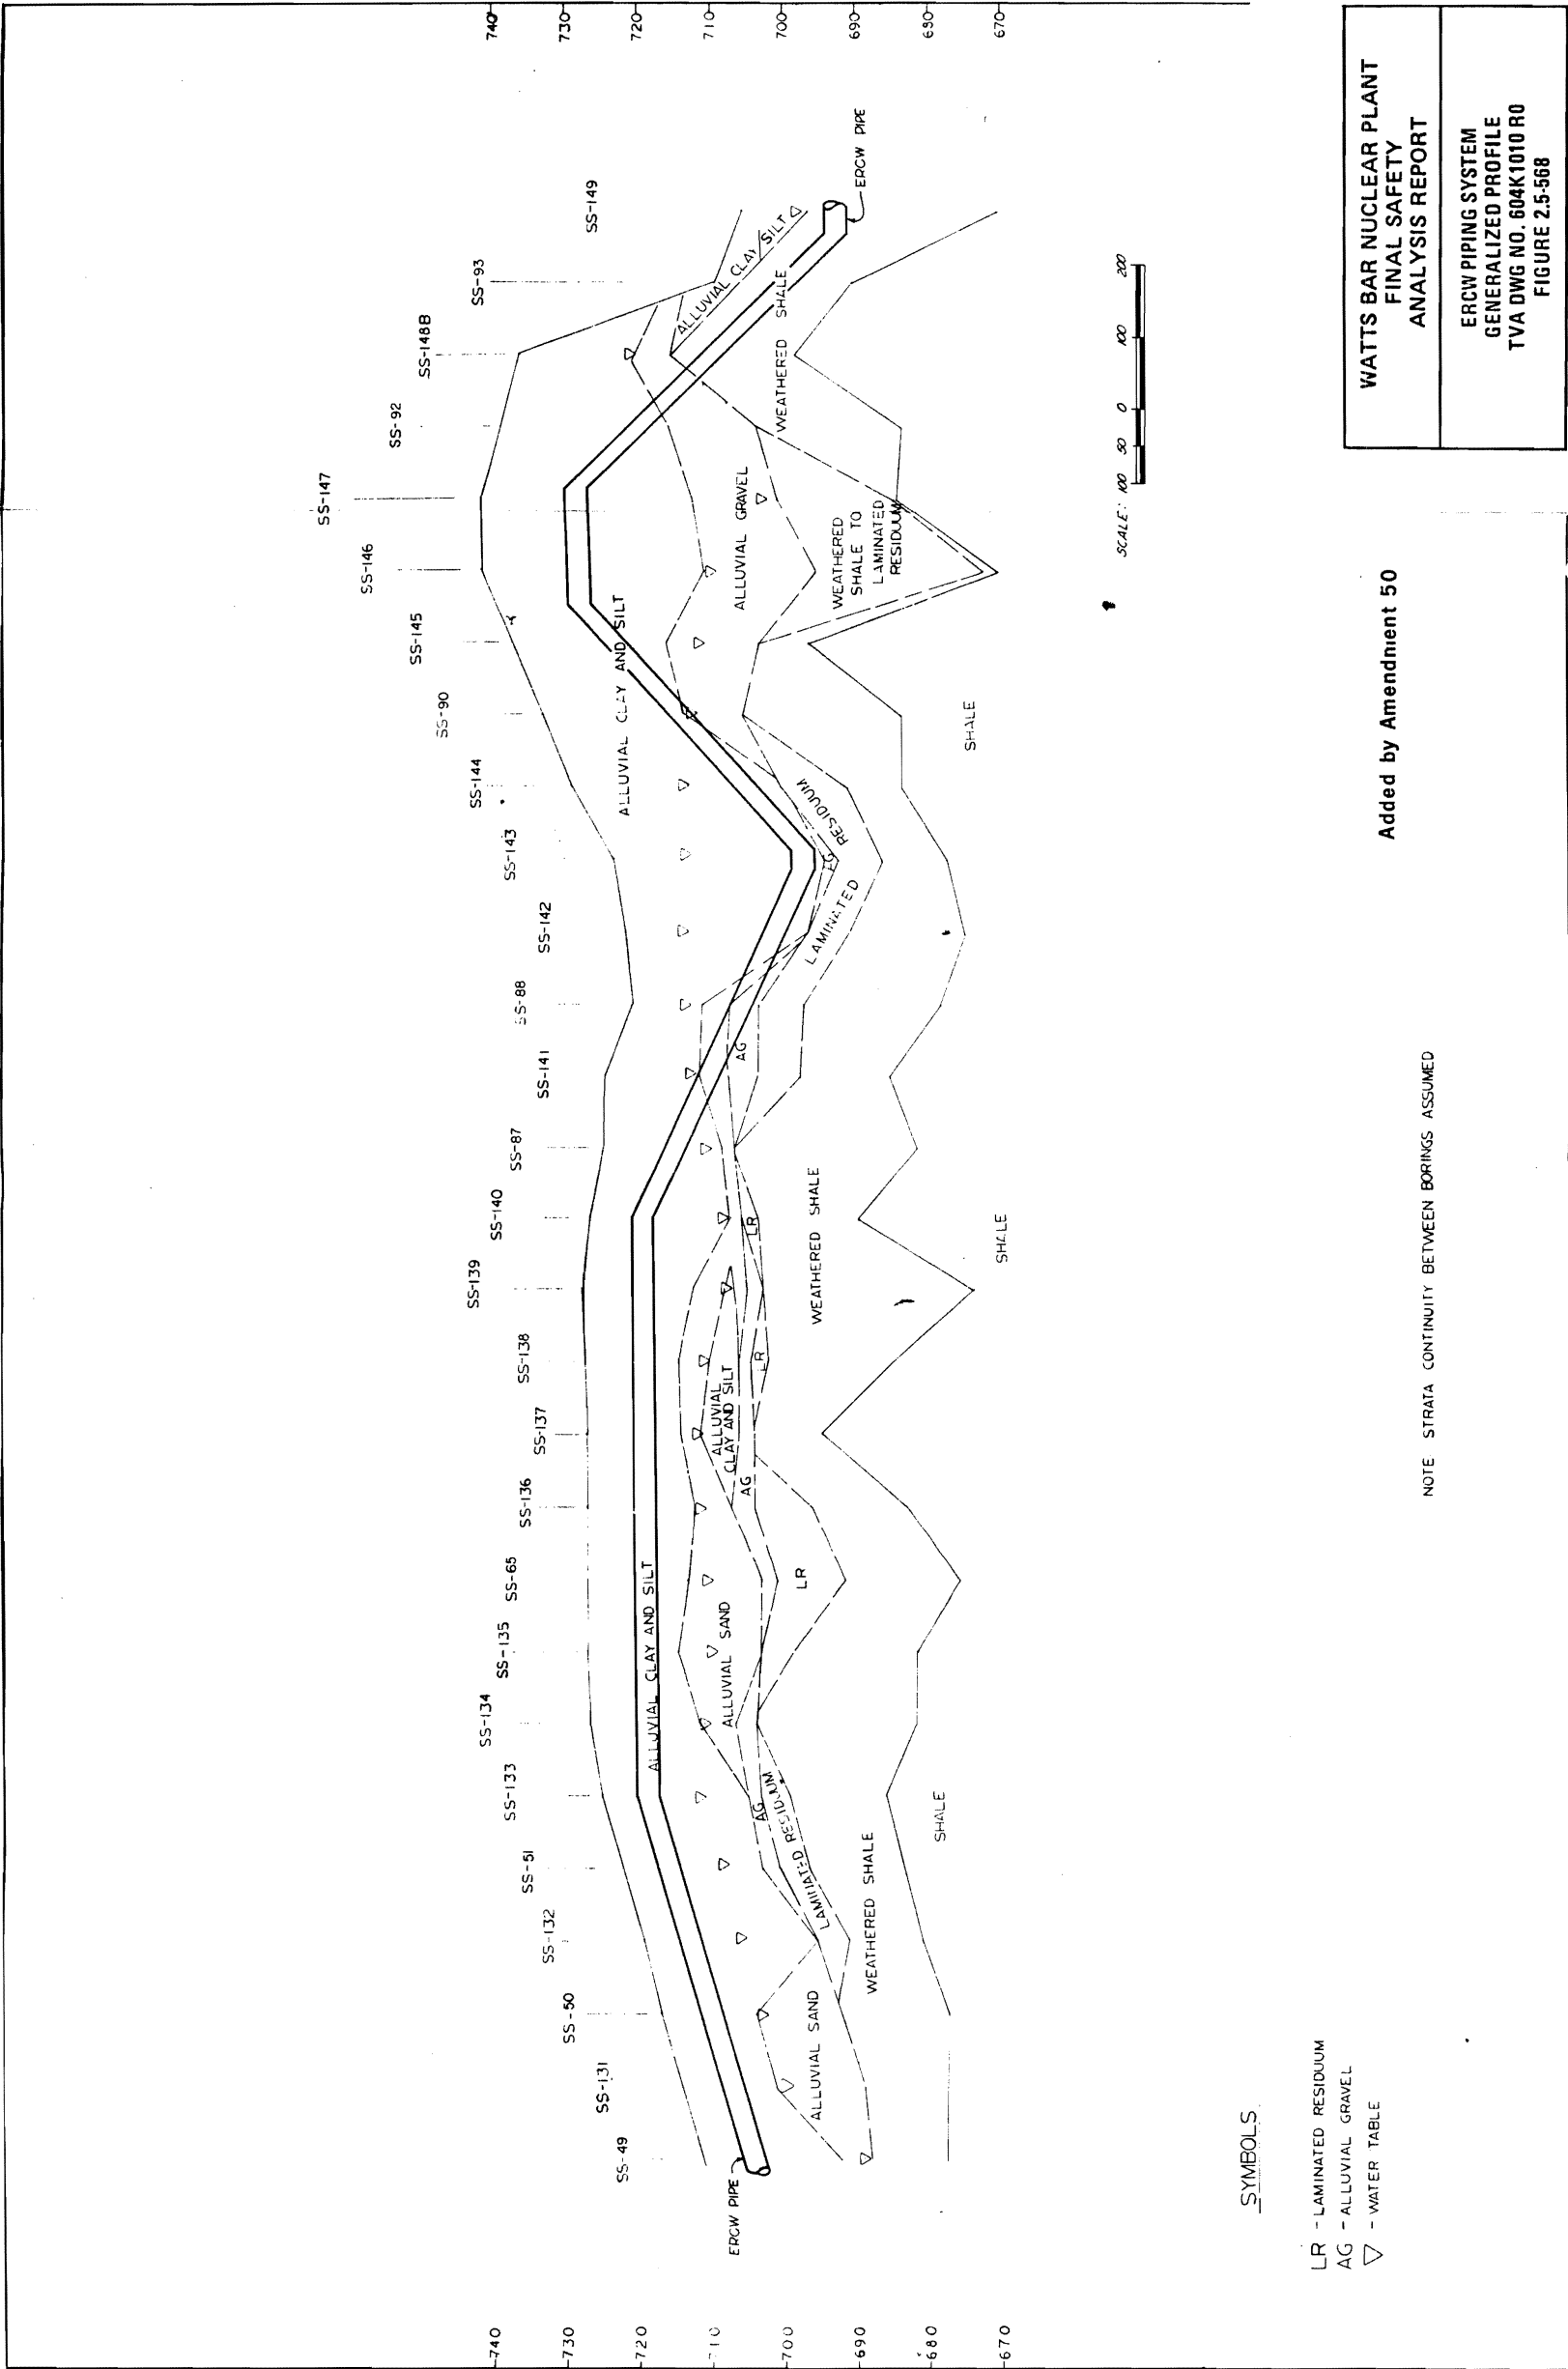 740
730
720
710
700
690
680
670
SS-49
SS-131
SS-50
SS-132
SS-51
SS-133
SS-134
SS-135
SS-65
SS-136
SS-137
SS-138
SS-139
SS-140
SS-87
SS-141
SS-88
SS-142
SS-143
SS-144
SS-90
SS-145
SS-146
SS-147
SS-92
SS-148B
SS-93
SS-149
740
730
720
710
700
690
680
670
ERCW PIPE
ALLUVIAL CLAY AND SILT
ALLUVIAL SAND
ALLUVIAL SAND
AG
LAMINATED RESIDUUM
WEATHERED SHALE
SHALE
LR
AG
ALLUVIAL
CLAY AND SILT
LR
LR
WEATHERED SHALE
SHALE
AG
LAMINATED
RESIDUUM
ALLUVIAL CLAY AND SILT
SHALE
ALLUVIAL GRAVEL
WEATHERED
SHALE TO
LAMINATED
RESIDUUM
WEATHERED SHALE
ALLUVIAL CLAY
SILT
ERCW PIPE
SCALE: 100 50 0 100 200
SYMBOLS
LR - LAMINATED RESIDUUM
AG - ALLUVIAL GRAVEL
▽ - WATER TABLE
NOTE: STRATA CONTINUITY BETWEEN BORINGS ASSUMED
Added by Amendment 50
WATTS BAR NUCLEAR PLANT
FINAL SAFETY
ANALYSIS REPORT
ERCW PIPING SYSTEM
GENERALIZED PROFILE
TVA DWG NO. 604K1010 R0
FIGURE 2.5-568